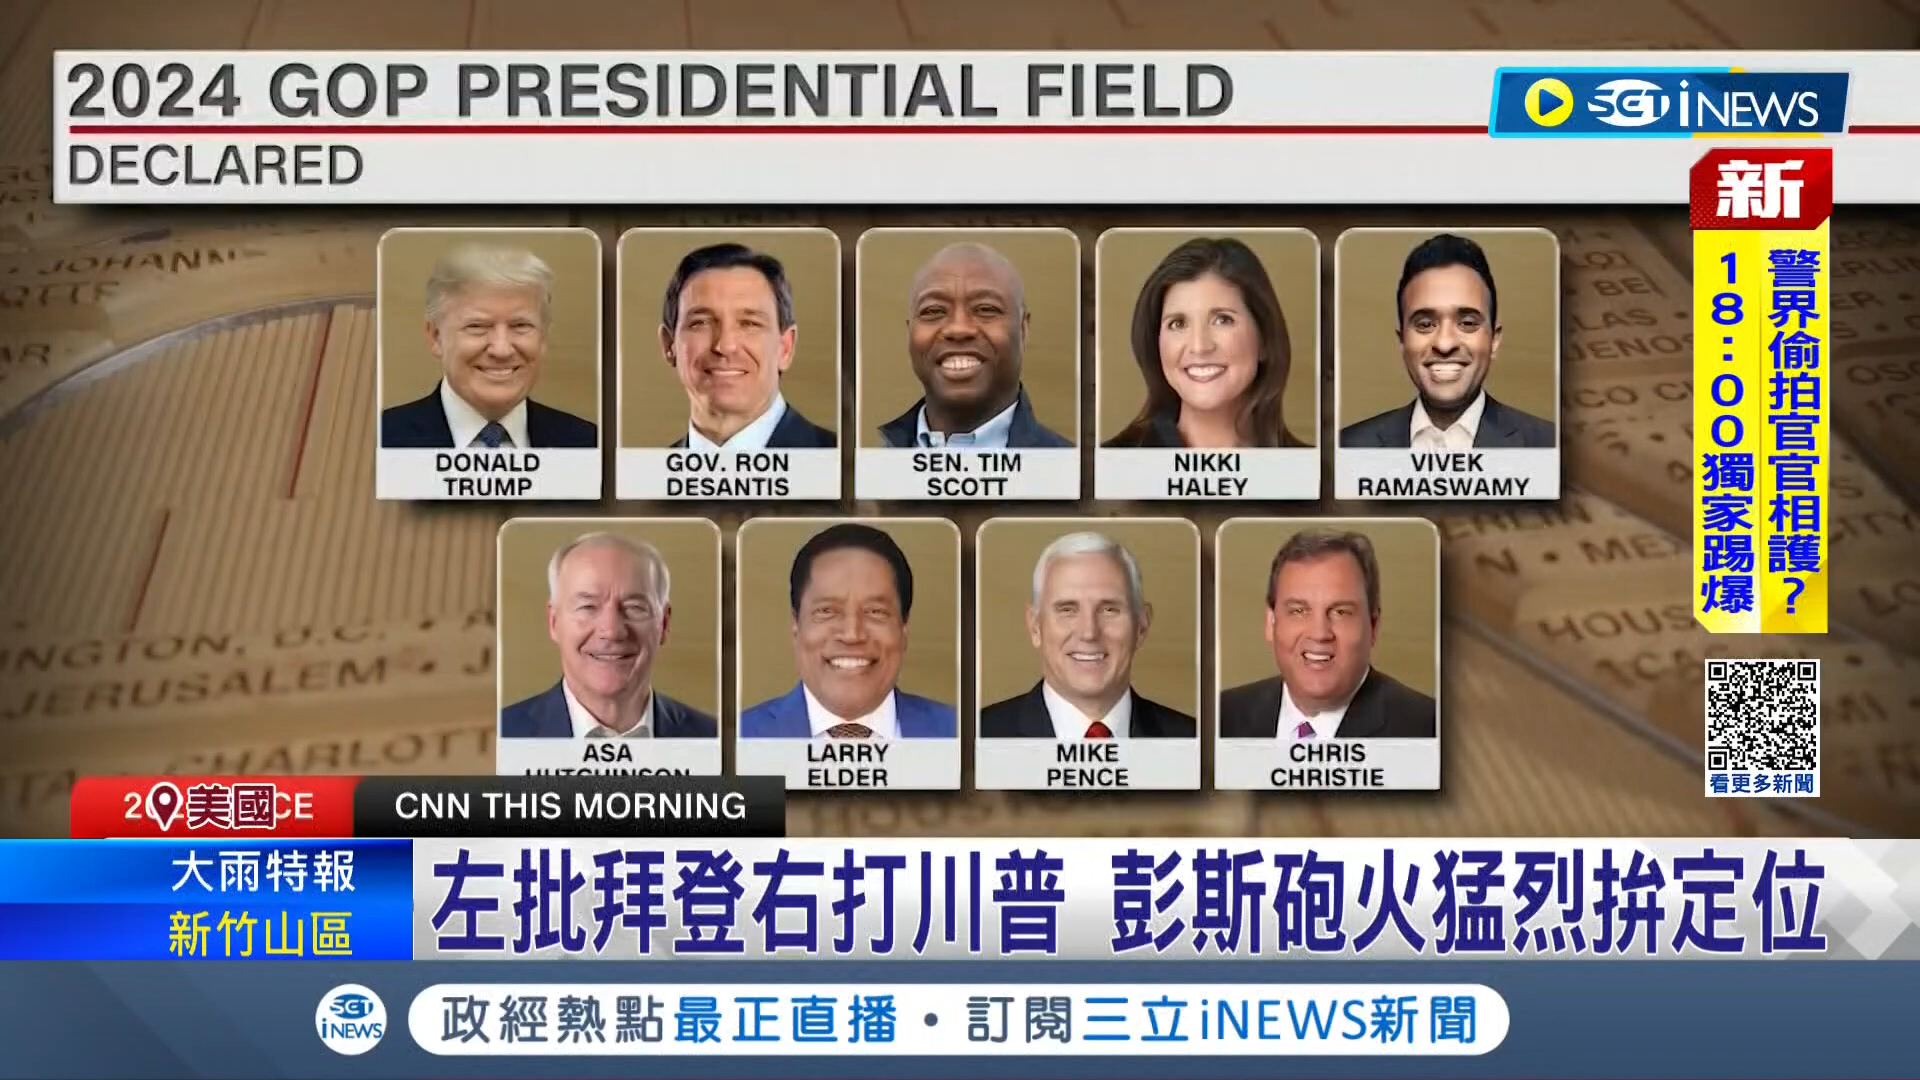 2024 GOP PRESIDENTIAL FIELD
DECLARED
SET iNEWS
新
警界偷拍官官相護?
18:00獨家踢爆
DONALD
TRUMP
GOV. RON
DESANTIS
SEN. TIM
SCOTT
NIKKI
HALEY
VIVEK
RAMASWAMY
ASA
HUTCHINSON
LARRY
ELDER
MIKE
PENCE
CHRIS
CHRISTIE
看更多新聞
美國
CNN THIS MORNING
大雨特報
新竹山區
左批拜登右打川普 彭斯砲火猛烈拚定位
SET iNEWS
政經熱點最正直播・訂閱三立iNEWS新聞
JOHANN
JERUSALEM